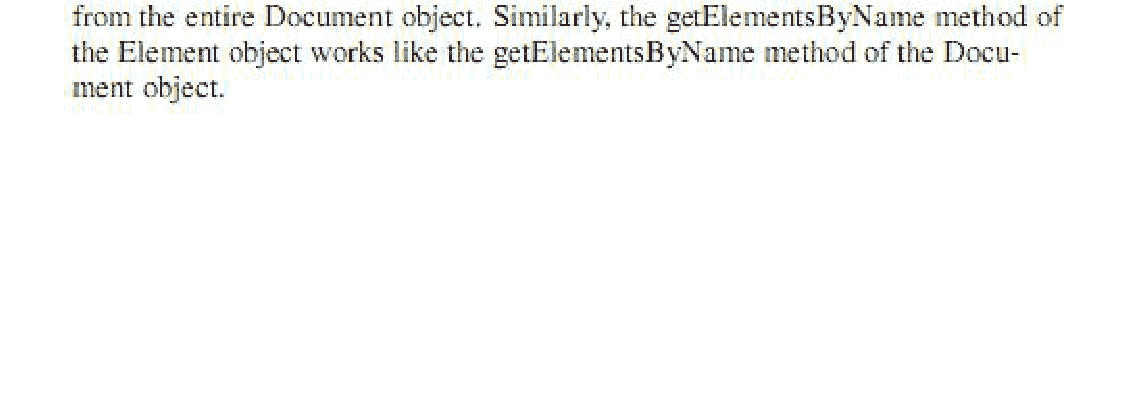 from the entire Document object. Similarly, the getElementsByName method of
the Element object works like the getElementsByName method of the Docu-
ment object.